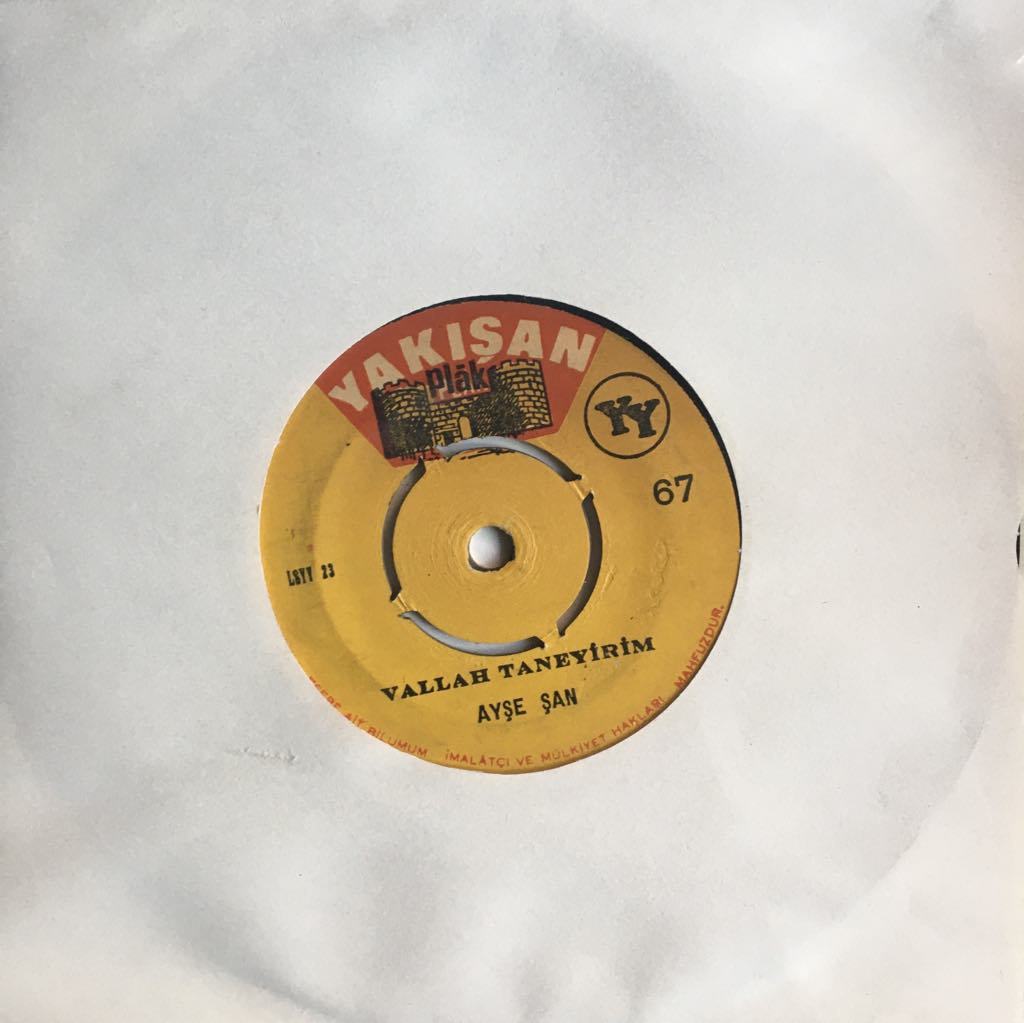 YAKIŞAN
Plâk
YY
67
LSYY 23
VALLAH TANEYİRİM
AYŞE ŞAN
AİT BİLUMUM İMALÂTÇI VE MÜLKİYET HAKLARI MAHFUZDUR.